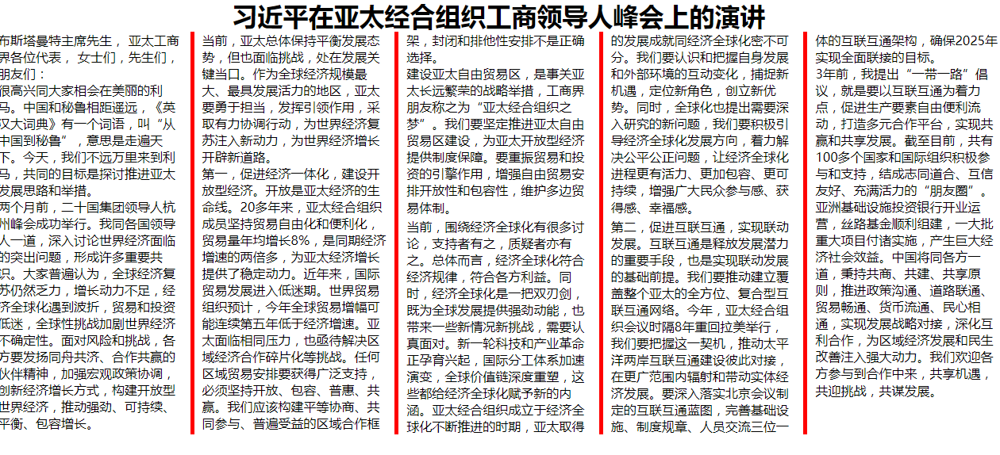 习近平在亚太经合组织工商领导人峰会上的演讲
布斯塔曼特主席先生， 亚太工商
界各位代表， 女士们，先生们，
朋友们：
很高兴同大家相会在美丽的利
马。中国和秘鲁相距遥远，《英
汉大词典》有一个词语，叫“从
中国到秘鲁”，意思是走遍天
下。今天，我们不远万里来到利
马，共同的目标是探讨推进亚太
发展思路和举措。
两个月前，二十国集团领导人杭
州峰会成功举行。我同各国领导
人一道，深入讨论世界经济面临
的突出问题，形成许多重要共
识。大家普遍认为，全球经济复
苏仍然乏力，增长动力不足，经
济全球化遇到波折，贸易和投资
低迷，全球性挑战加剧世界经济
不确定性。面对风险和挑战，各
方要发扬同舟共济、合作共赢的
伙伴精神，加强宏观政策协调，
创新经济增长方式，构建开放型
世界经济，推动强劲、可持续、
平衡、包容增长。
当前，亚太总体保持平衡发展态
势，但也面临挑战，处在发展关
键当口。作为全球经济规模最
大、最具发展活力的地区，亚太
要勇于担当，发挥引领作用，采
取有力协调行动，为世界经济复
苏注入新动力，为世界经济增长
开辟新道路。
第一，促进经济一体化，建设开
放型经济。开放是亚太经济的生
命线。20多年来，亚太经合组织
成员坚持贸易自由化和便利化，
贸易量年均增长8%，是同期经济
增速的两倍多，为亚太经济增长
提供了稳定动力。近年来，国际
贸易发展进入低迷期。世界贸易
组织预计，今年全球贸易增幅可
能连续第五年低于经济增速。亚
太面临相同压力，也亟待解决区
域经济合作碎片化等挑战。任何
区域贸易安排要获得广泛支持，
必须坚持开放、包容、普惠、共
赢。我们应该构建平等协商、共
同参与、普遍受益的区域合作框
架，封闭和排他性安排不是正确
选择。
建设亚太自由贸易区，是事关亚
太长远繁荣的战略举措，工商界
朋友称之为“亚太经合组织之
梦”。我们要坚定推进亚太自由
贸易区建设，为亚太开放型经济
提供制度保障。要重振贸易和投
资的引擎作用，增强自由贸易安
排开放性和包容性，维护多边贸
易体制。
当前，围绕经济全球化有很多讨
论，支持者有之，质疑者亦有
之。总体而言，经济全球化符合
经济规律，符合各方利益。同
时，经济全球化是一把双刃剑，
既为全球发展提供强劲动能，也
带来一些新情况新挑战，需要认
真面对。新一轮科技和产业革命
正孕育兴起，国际分工体系加速
演变，全球价值链深度重塑，这
些都给经济全球化赋予新的内
涵。亚太经合组织成立于经济全
球化不断推进的时期，亚太取得
的发展成就同经济全球化密不可
分。我们要认识和把握自身发展
和外部环境的互动变化，捕捉新
机遇，定位新角色，创立新优
势。同时，全球化也提出需要深
入研究的新问题，我们要积极引
导经济全球化发展方向，着力解
决公平公正问题，让经济全球化
进程更有活力、更加包容、更可
持续，增强广大民众参与感、获
得感、幸福感。
第二，促进互联互通，实现联动
发展。互联互通是释放发展潜力
的重要手段，也是实现联动发展
的基础前提。我们要推动建立覆
盖整个亚太的全方位、复合型互
联互通网络。今年，亚太经合组
织会议时隔8年重回拉美举行，
我们要把握这一契机，推动太平
洋两岸互联互通建设彼此对接，
在更广范围内辐射和带动实体经
济发展。要深入落实北京会议制
定的互联互通蓝图，完善基础设
施、制度规章、人员交流三位一
体的互联互通架构，确保2025年
实现全面联接的目标。
3年前，我提出“一带一路”倡
议，就是要以互联互通为着力
点，促进生产要素自由便利流
动，打造多元合作平台，实现共
赢和共享发展。截至目前，共有
100多个国家和国际组织积极参
与和支持，结成志同道合、互信
友好、充满活力的“朋友圈”。
亚洲基础设施投资银行开业运
营，丝路基金顺利组建，一大批
重大项目付诸实施，产生巨大经
济社会效益。中国将同各方一
道，秉持共商、共建、共享原
则，推进政策沟通、道路联通、
贸易畅通、货币流通、民心相
通，实现发展战略对接，深化互
利合作，为区域经济发展和民生
改善注入强大动力。我们欢迎各
方参与到合作中来，共享机遇，
共迎挑战，共谋发展。